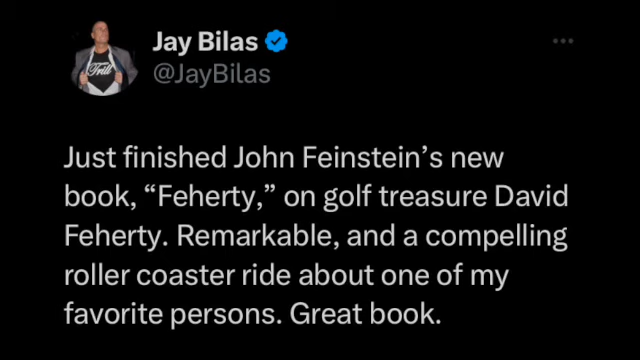 Jay Bilas
@JayBilas
Trill
Just finished John Feinstein’s new
book, “Feherty,” on golf treasure David
Feherty. Remarkable, and a compelling
roller coaster ride about one of my
favorite persons. Great book.